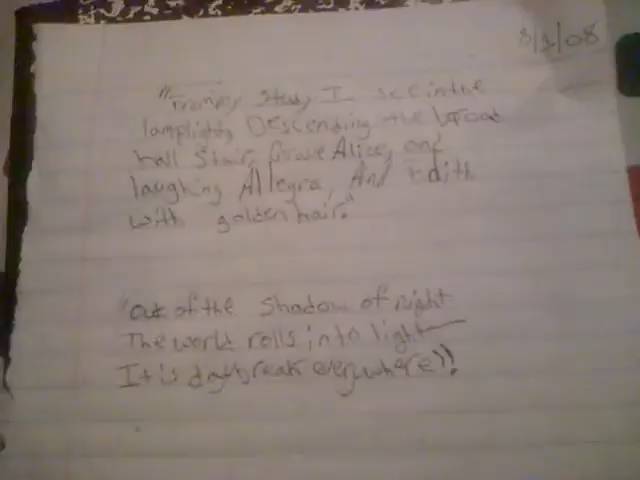 3/1/08
"From my study I see in the
lamplight, Descending the broad
hall stair, Grave Alice, and
laughing Allegra, And Edith
with golden hair."
"Out of the shadow of night
The world rolls into light
It is daybreak everywhere"!